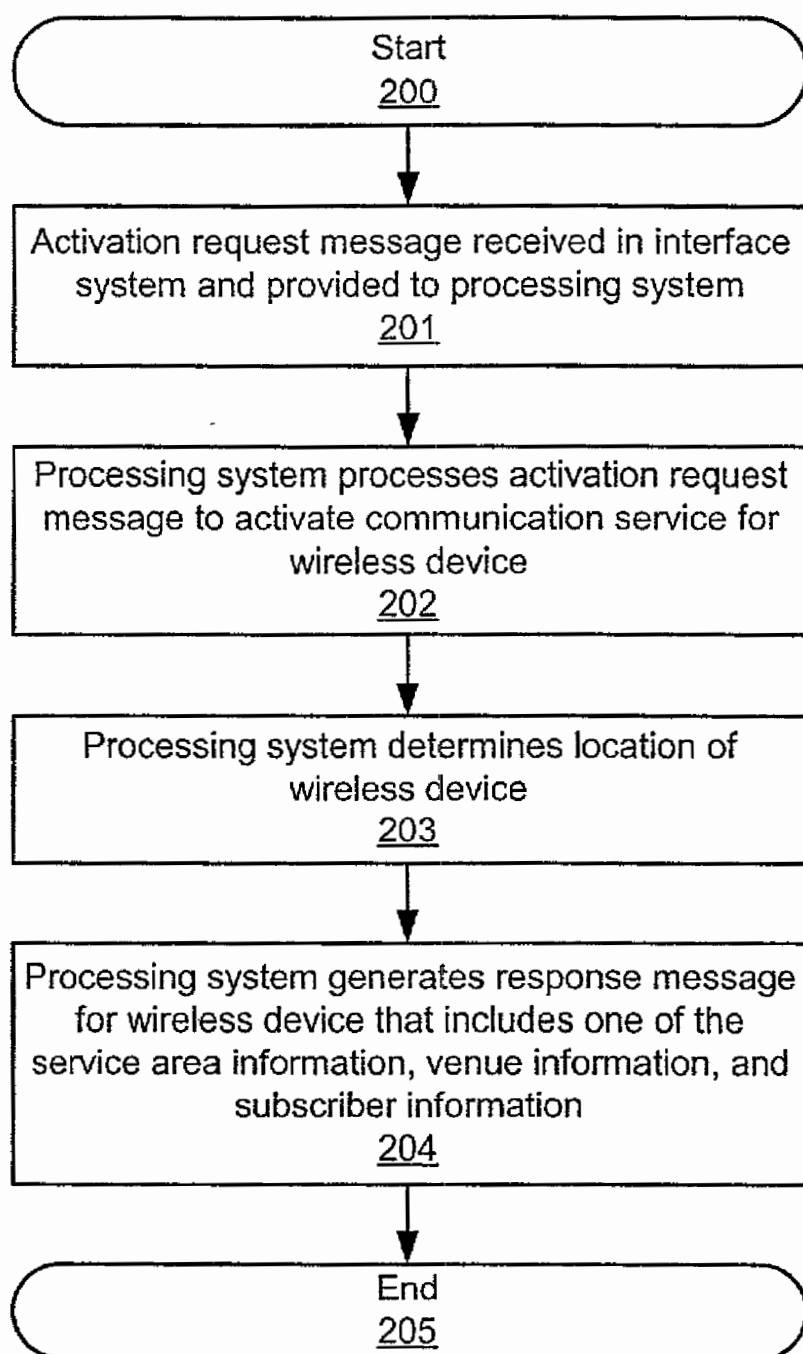 Start
200
Activation request message received in interface
system and provided to processing system
201
Processing system processes activation request
message to activate communication service for
wireless device
202
Processing system determines location of
wireless device
203
Processing system generates response message
for wireless device that includes one of the
service area information, venue information, and
subscriber information
204
End
205